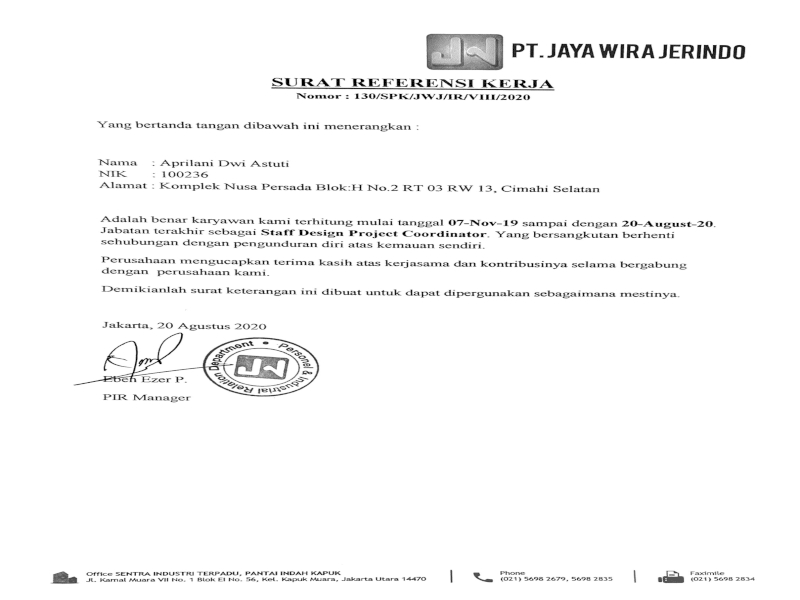 JW PT. JAYA WIRA JERINDO
SURAT REFERENSI KERJA
Nomor : 130/SPK/JWJ/IR/VIII/2020
Yang bertanda tangan dibawah ini menerangkan :
Nama : Aprilani Dwi Astuti
NIK : 100236
Alamat : Komplek Nusa Persada Blok:H No.2 RT 03 RW 13, Cimahi Selatan
Adalah benar karyawan kami terhitung mulai tanggal 07-Nov-19 sampai dengan 20-August-20.
Jabatan terakhir sebagai Staff Design Project Coordinator. Yang bersangkutan berhenti
sehubungan dengan pengunduran diri atas kemauan sendiri.
Perusahaan mengucapkan terima kasih atas kerjasama dan kontribusinya selama bergabung
dengan perusahaan kami.
Demikianlah surat keterangan ini dibuat untuk dapat dipergunakan sebagaimana mestinya.
Jakarta, 20 Agustus 2020
Personel & Industrial Relation Department
JW
Eben Ezer P.
PIR Manager
Office SENTRA INDUSTRI TERPADU, PANTAI INDAH KAPUK
Jl. Kamal Muara VII No. 1 Blok EI No. 56, Kel. Kapuk Muara, Jakarta Utara 14470
Phone
(021) 5698 2679, 5698 2835
Faximile
(021) 5698 2834